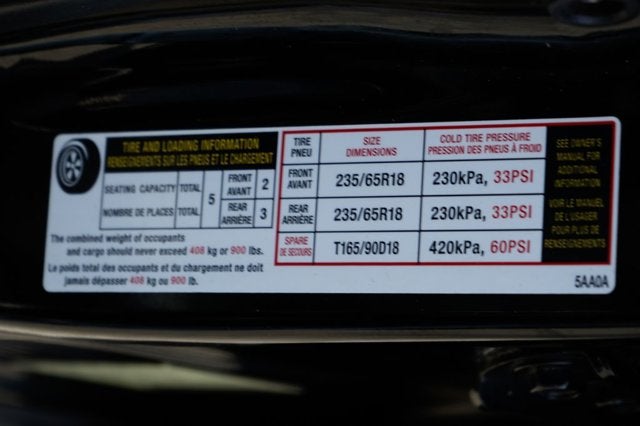 TIRE AND LOADING INFORMATION
RENSEIGNEMENTS SUR LES PNEUS ET LE CHARGEMENT
SEATING CAPACITY TOTAL 5 FRONT AVANT 2
NOMBRE DE PLACES TOTAL REAR ARRIÈRE 3
The combined weight of occupants
and cargo should never exceed 408 kg or 900 lbs.
Le poids total des occupants et du chargement ne doit
jamais dépasser 408 kg ou 900 lb.
TIRE PNEU SIZE DIMENSIONS COLD TIRE PRESSURE PRESSION DES PNEUS À FROID
FRONT AVANT 235/65R18 230kPa, 33PSI
REAR ARRIÈRE 235/65R18 230kPa, 33PSI
SPARE DE SECOURS T165/90D18 420kPa, 60PSI
SEE OWNER'S
MANUAL FOR
ADDITIONAL
INFORMATION
VOIR LE MANUEL
DE L'USAGER
POUR PLUS DE
RENSEIGNEMENTS
5AA0A